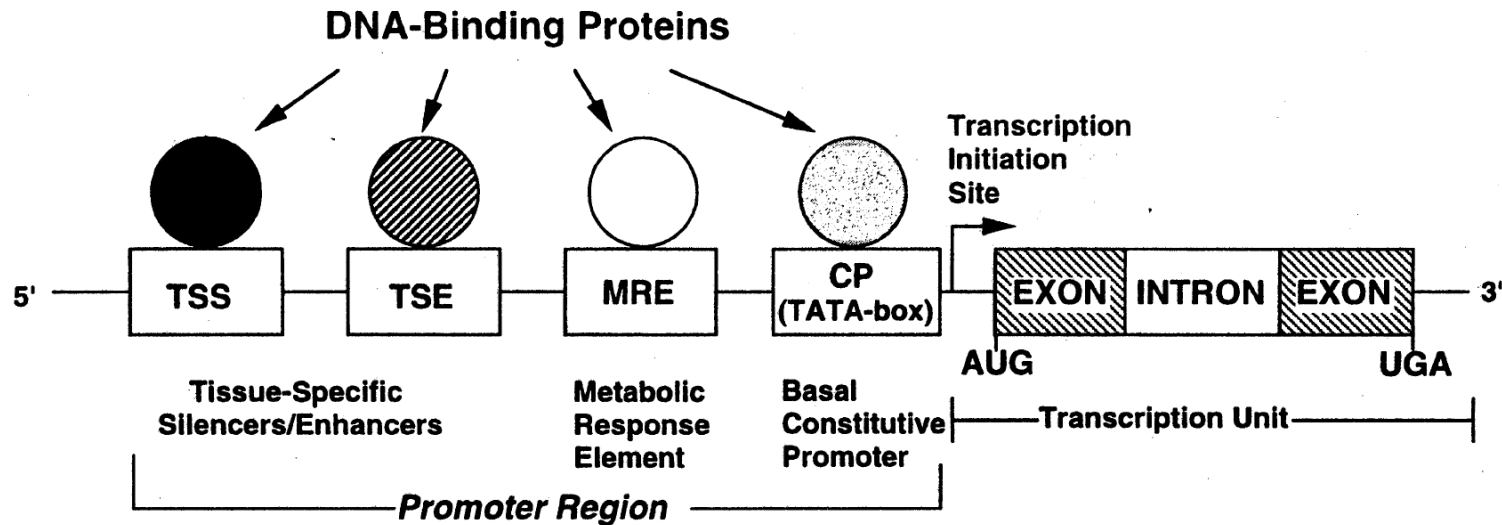 DNA-Binding Proteins
Transcription
Initiation
Site
5'
TSS
TSE
MRE
CP
(TATA-box)
EXON
INTRON
EXON
3'
AUG
UGA
Tissue-Specific
Silencers/Enhancers
Metabolic
Response
Element
Basal
Constitutive
Promoter
Transcription Unit
Promoter Region